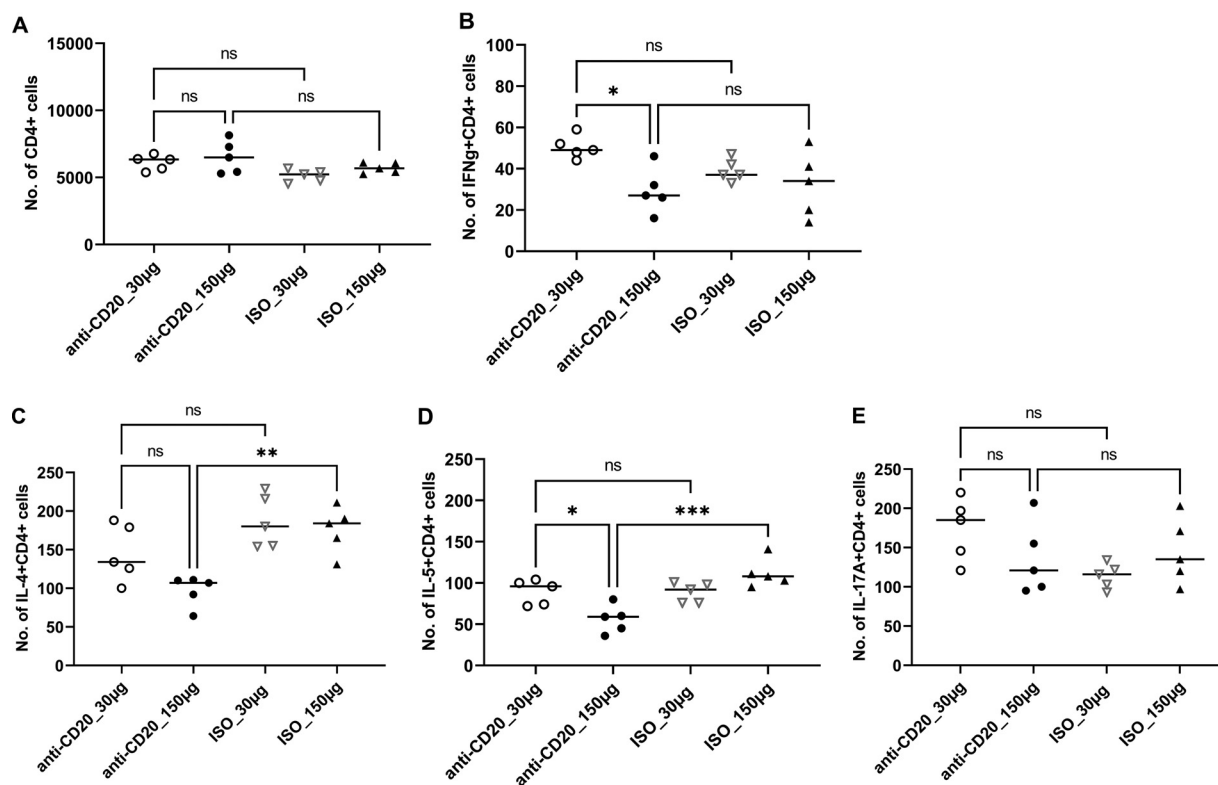 A
No. of CD4+ cells
15000
10000
5000
0
ns
ns
ns
anti-CD20_30µg
anti-CD20_150µg
ISO_30µg
ISO_150µg
B
No. of IFNg+CD4+ cells
100
80
60
40
20
0
ns
*
ns
anti-CD20_30µg
anti-CD20_150µg
ISO_30µg
ISO_150µg
C
No. of IL-4+CD4+ cells
250
200
150
100
50
0
ns
ns
**
anti-CD20_30µg
anti-CD20_150µg
ISO_30µg
ISO_150µg
D
No. of IL-5+CD4+ cells
250
200
150
100
50
0
ns
*
***
anti-CD20_30µg
anti-CD20_150µg
ISO_30µg
ISO_150µg
E
No. of IL-17A+CD4+ cells
250
200
150
100
50
0
ns
ns
ns
anti-CD20_30µg
anti-CD20_150µg
ISO_30µg
ISO_150µg